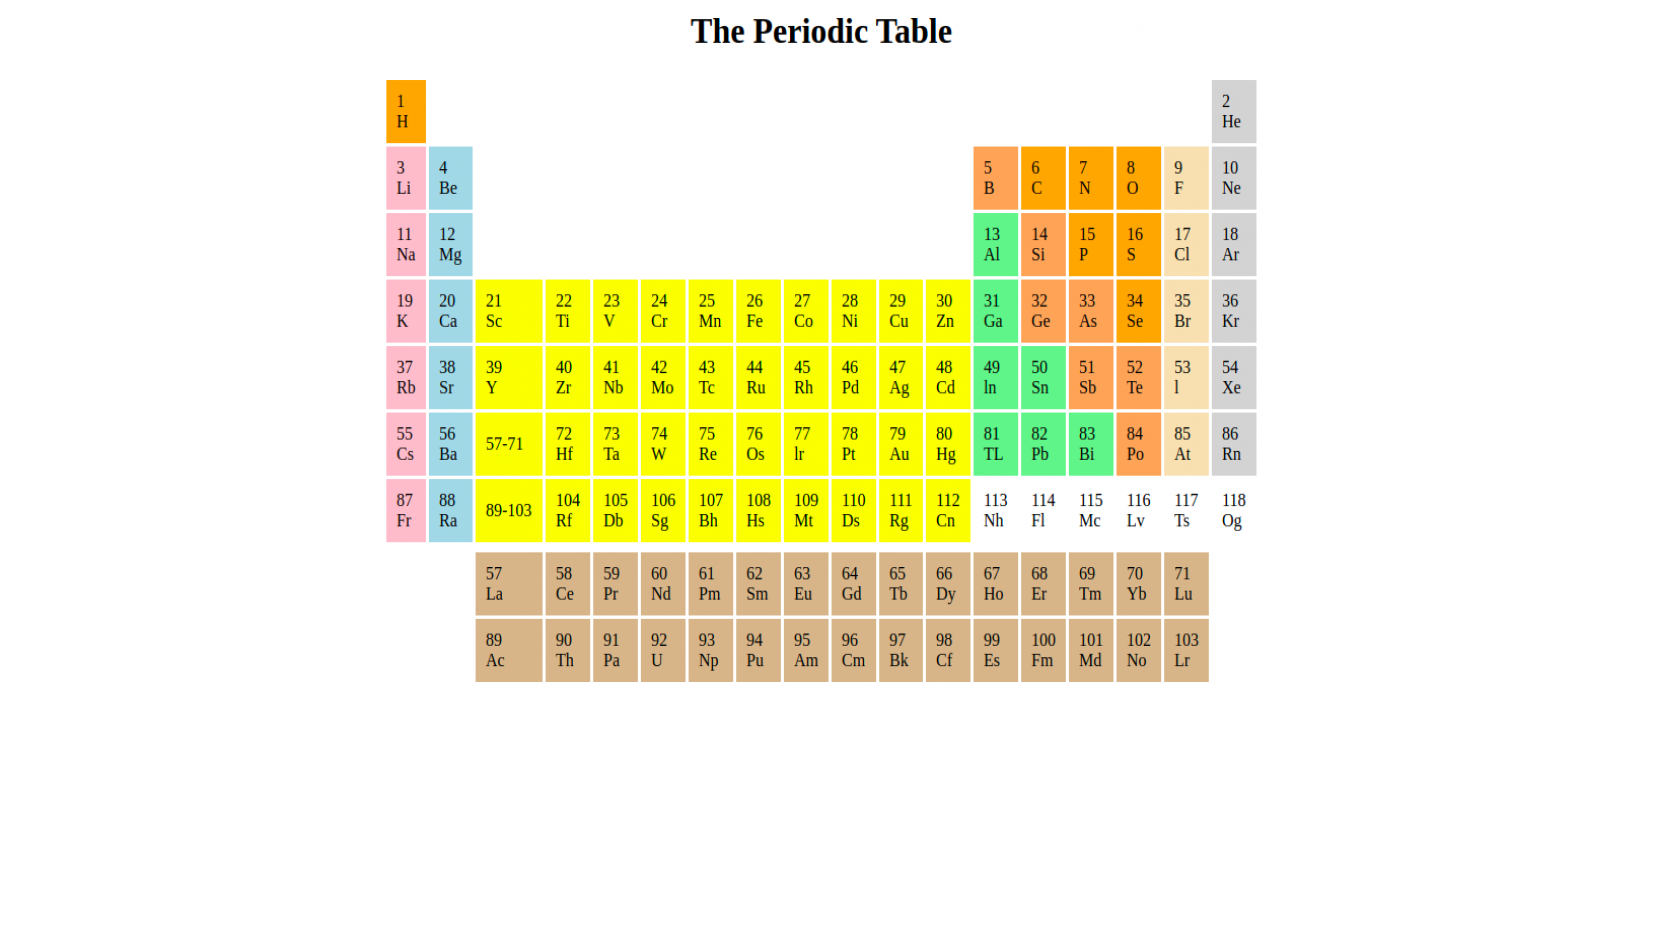 The Periodic Table
1 2
H He
3 4 5 6 7 8 9 10
Li Be B C N O F Ne
11 12 13 14 15 16 17 18
Na Mg Al Si P S Cl Ar
19 20 21 22 23 24 25 26 27 28 29 30 31 32 33 34 35 36
K Ca Sc Ti V Cr Mn Fe Co Ni Cu Zn Ga Ge As Se Br Kr
37 38 39 40 41 42 43 44 45 46 47 48 49 50 51 52 53 54
Rb Sr Y Zr Nb Mo Tc Ru Rh Pd Ag Cd ln Sn Sb Te l Xe
55 56 57-71 72 73 74 75 76 77 78 79 80 81 82 83 84 85 86
Cs Ba Hf Ta W Re Os lr Pt Au Hg TL Pb Bi Po At Rn
87 88 89-103 104 105 106 107 108 109 110 111 112 113 114 115 116 117 118
Fr Ra Rf Db Sg Bh Hs Mt Ds Rg Cn Nh Fl Mc Lv Ts Og
57 58 59 60 61 62 63 64 65 66 67 68 69 70 71
La Ce Pr Nd Pm Sm Eu Gd Tb Dy Ho Er Tm Yb Lu
89 90 91 92 93 94 95 96 97 98 99 100 101 102 103
Ac Th Pa U Np Pu Am Cm Bk Cf Es Fm Md No Lr